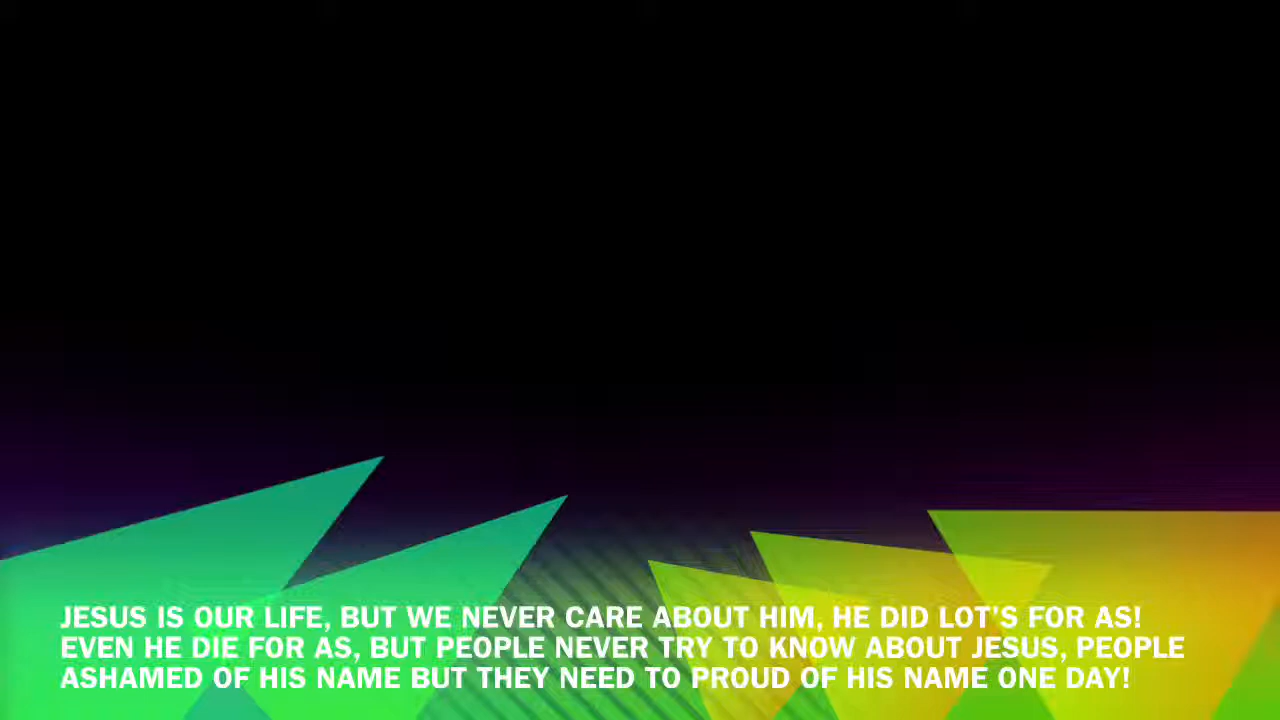 JESUS IS OUR LIFE, BUT WE NEVER CARE ABOUT HIM, HE DID LOT'S FOR AS!
EVEN HE DIE FOR AS, BUT PEOPLE NEVER TRY TO KNOW ABOUT JESUS, PEOPLE
ASHAMED OF HIS NAME BUT THEY NEED TO PROUD OF HIS NAME ONE DAY!